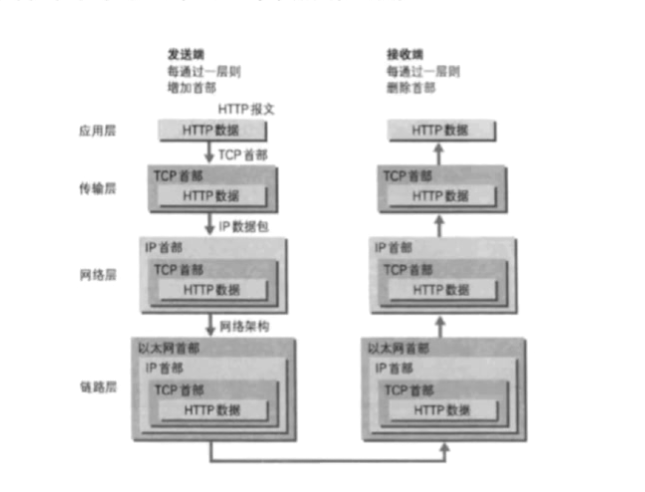 发送端
每通过一层则
增加首部
接收端
每通过一层则
删除首部
HTTP 报文
应用层
HTTP 数据
HTTP 数据
TCP 首部
传输层
TCP 首部
HTTP 数据
TCP 首部
HTTP 数据
IP 数据包
网络层
IP 首部
TCP 首部
HTTP 数据
IP 首部
TCP 首部
HTTP 数据
网络架构
链路层
以太网首部
IP 首部
TCP 首部
HTTP 数据
以太网首部
IP 首部
TCP 首部
HTTP 数据